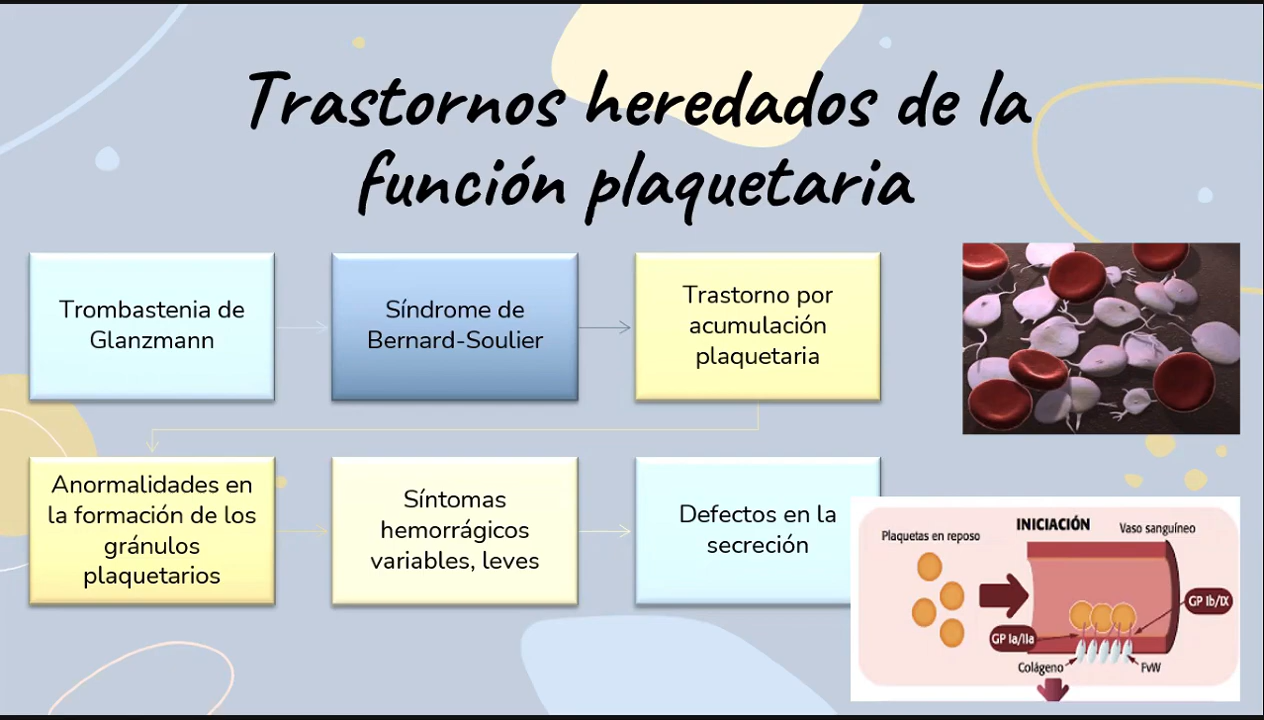 Trastornos heredados de la
función plaquetaria
Trombastenia de
Glanzmann
Síndrome de
Bernard-Soulier
Trastorno por
acumulación
plaquetaria
Anormalidades en
la formación de los
gránulos
plaquetarios
Síntomas
hemorrágicos
variables, leves
Defectos en la
secreción
INICIACIÓN
Plaquetas en reposo
Vaso sanguíneo
GP Ib/IX
GP Ia/IIa
Colágeno
FvW